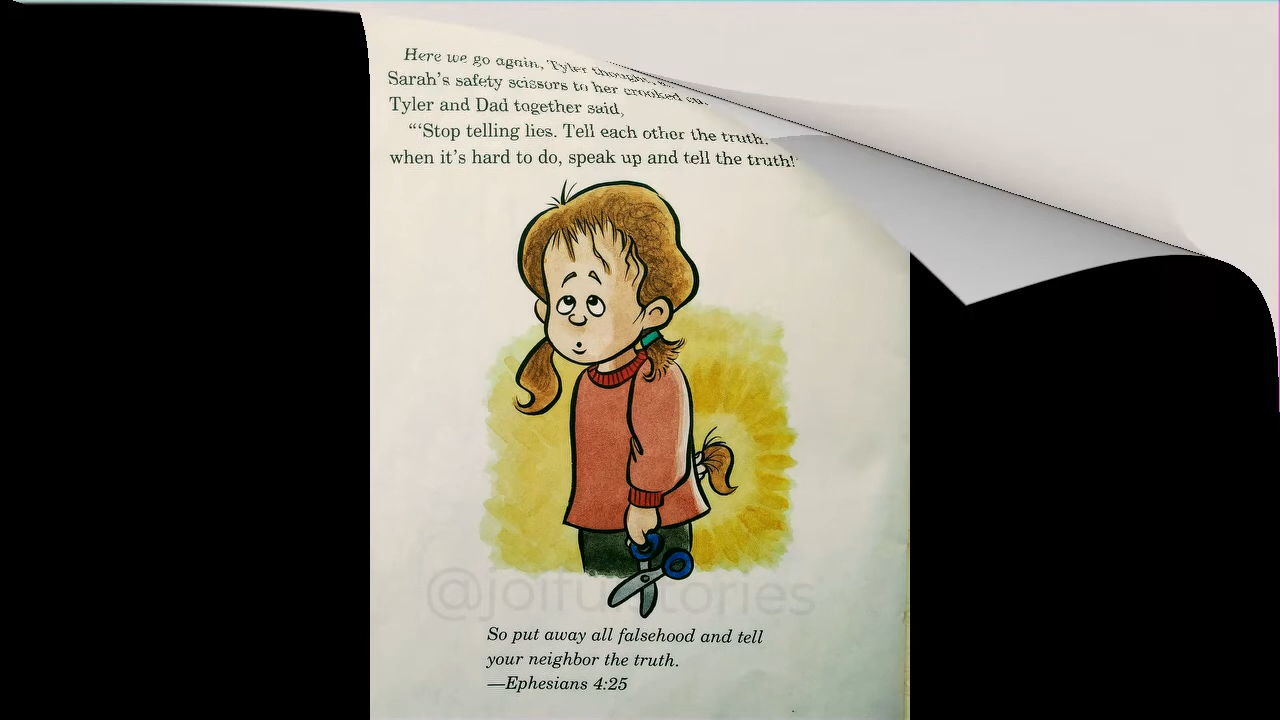 Here we go again, Tyler thought,
Sarah's safety scissors to her crooked
Tyler and Dad together said,
"'Stop telling lies. Tell each other the truth.
when it's hard to do, speak up and tell the truth!
@joifulstories
So put away all falsehood and tell
your neighbor the truth.
—Ephesians 4:25